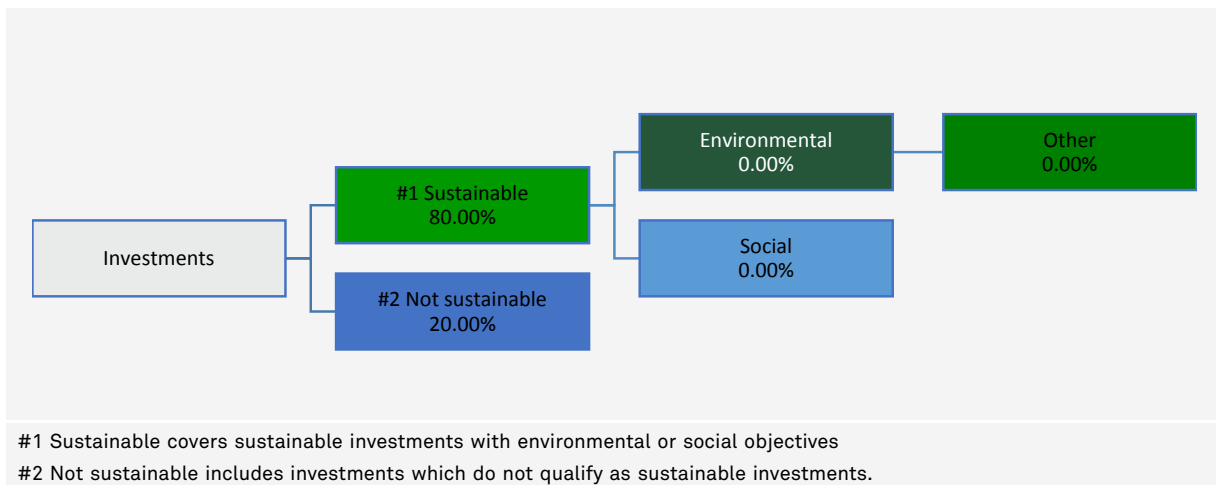 Investments
#1 Sustainable
80.00%
#2 Not sustainable
20.00%
Environmental
0.00%
Social
0.00%
Other
0.00%
#1 Sustainable covers sustainable investments with environmental or social objectives
#2 Not sustainable includes investments which do not qualify as sustainable investments.